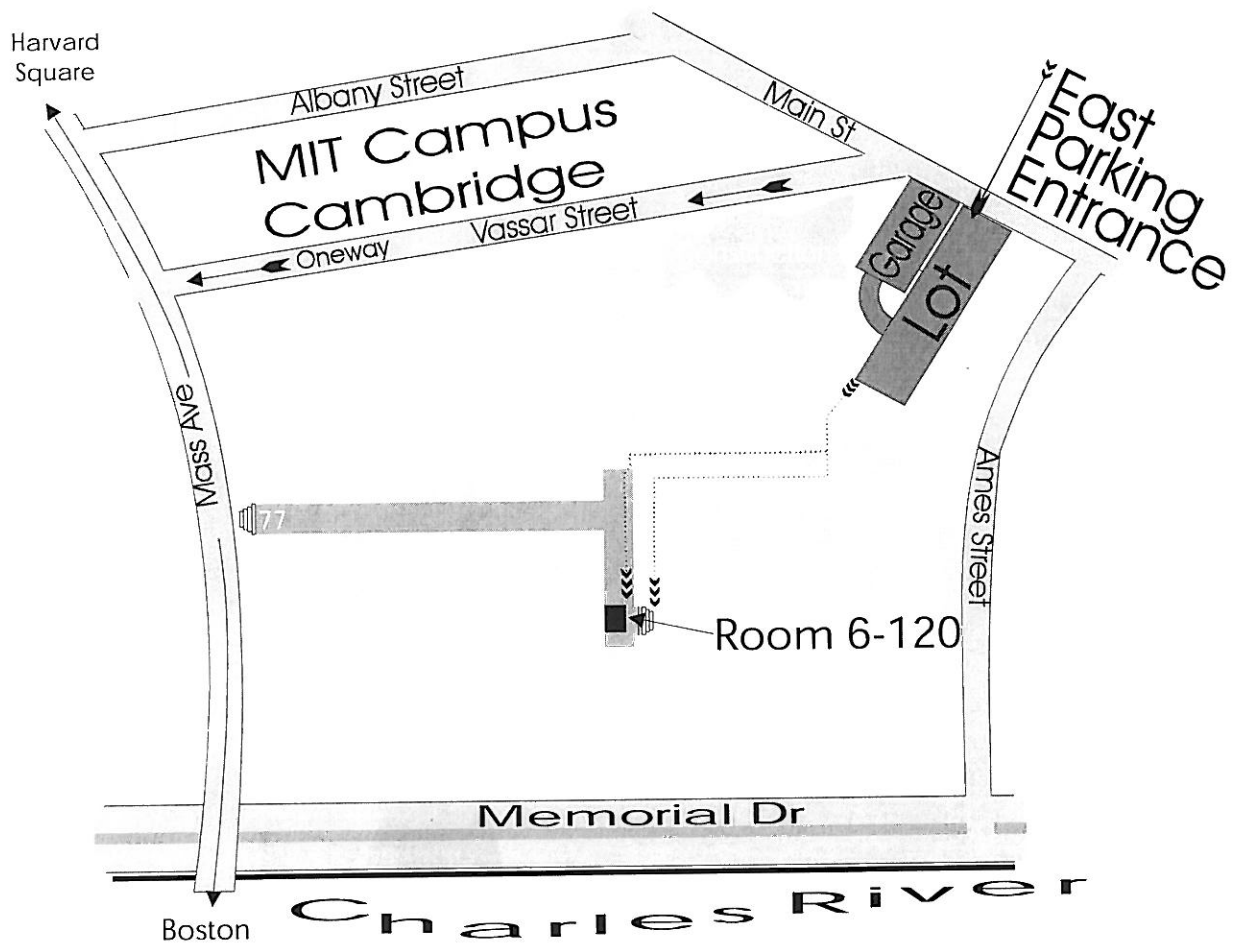 Harvard
Square
Albany Street
Main St
East
Parking
Entrance
MIT Campus
Cambridge
Vassar Street
Oneway
Garage
Lot
Mass Ave
77
Ames Street
Room 6-120
Memorial Dr
Charles River
Boston